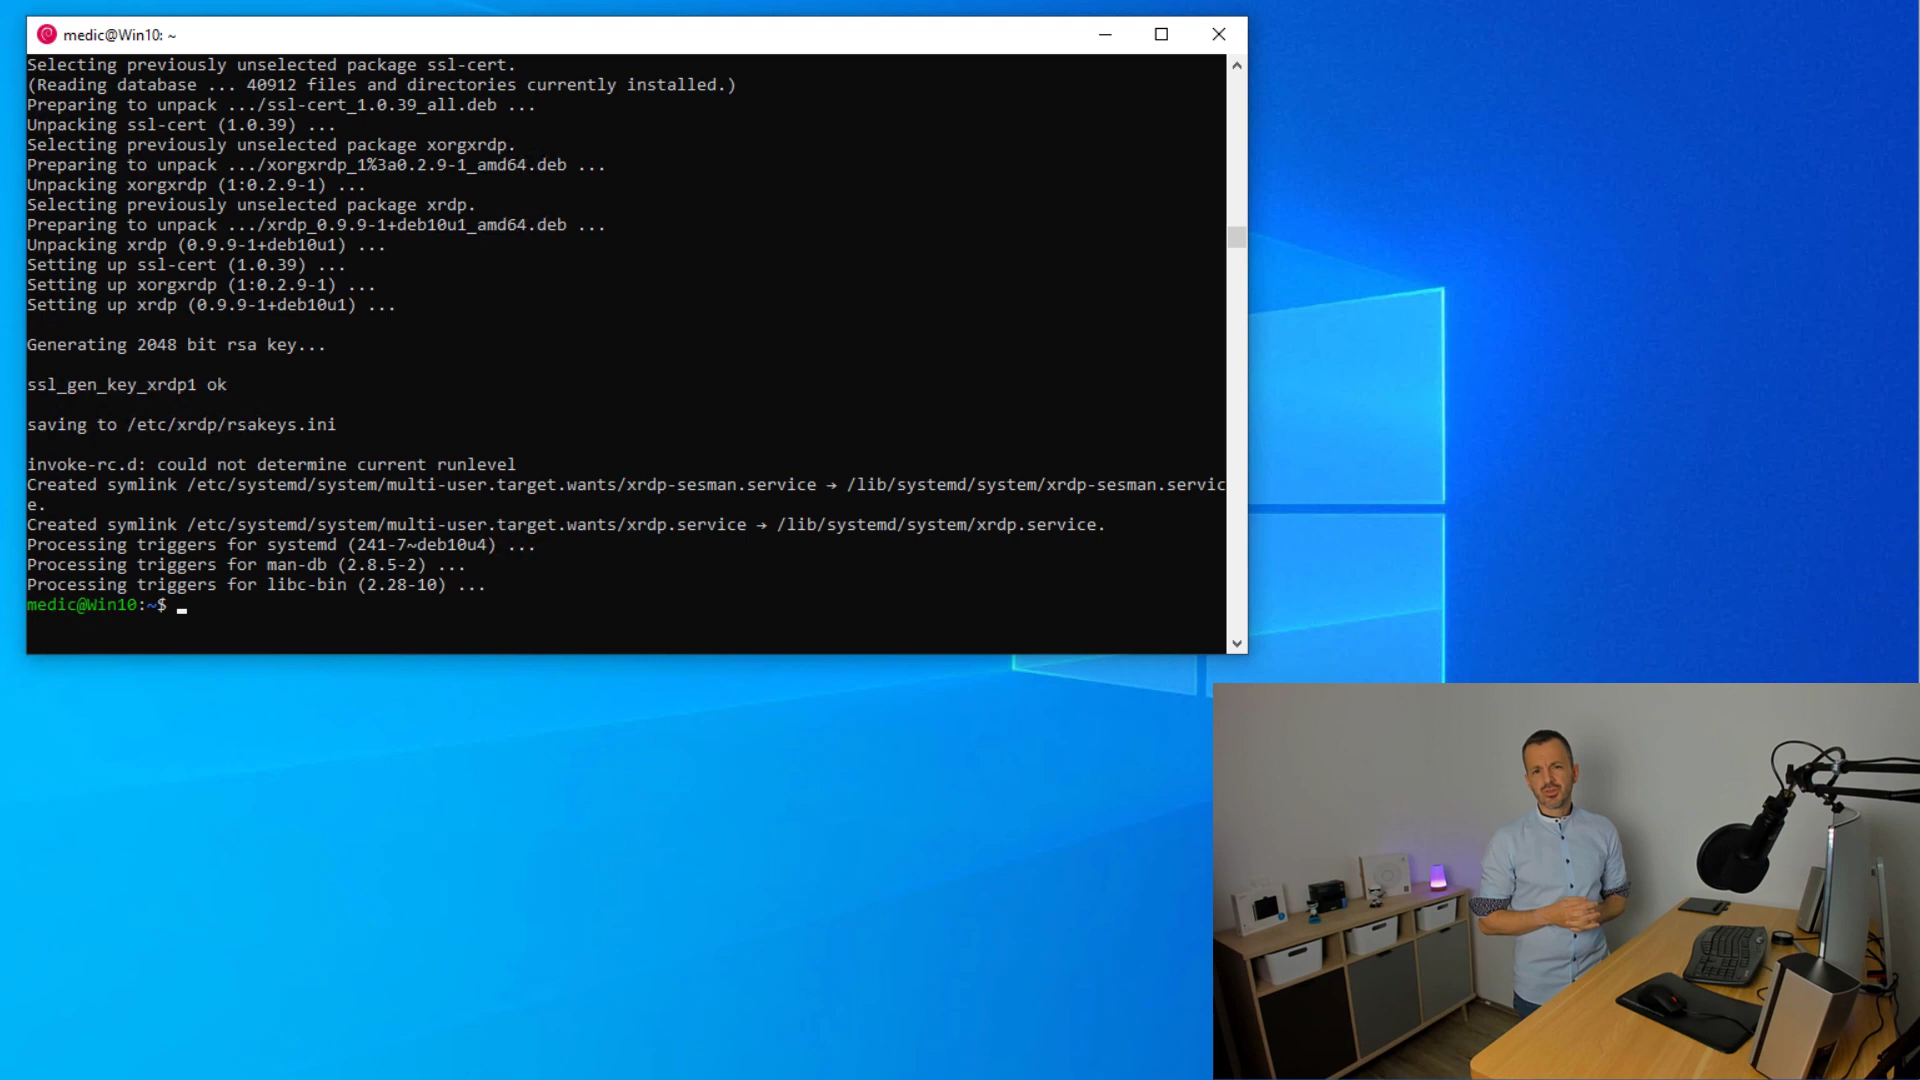 medic@Win10: ~
Selecting previously unselected package ssl-cert.
(Reading database ... 40912 files and directories currently installed.)
Preparing to unpack .../ssl-cert_1.0.39_all.deb ...
Unpacking ssl-cert (1.0.39) ...
Selecting previously unselected package xorgxrdp.
Preparing to unpack .../xorgxrdp_1%3a0.2.9-1_amd64.deb ...
Unpacking xorgxrdp (1:0.2.9-1) ...
Selecting previously unselected package xrdp.
Preparing to unpack .../xrdp_0.9.9-1+deb10u1_amd64.deb ...
Unpacking xrdp (0.9.9-1+deb10u1) ...
Setting up ssl-cert (1.0.39) ...
Setting up xorgxrdp (1:0.2.9-1) ...
Setting up xrdp (0.9.9-1+deb10u1) ...
Generating 2048 bit rsa key...
ssl_gen_key_xrdp1 ok
saving to /etc/xrdp/rsakeys.ini
invoke-rc.d: could not determine current runlevel
Created symlink /etc/systemd/system/multi-user.target.wants/xrdp-sesman.service → /lib/systemd/system/xrdp-sesman.servic
e.
Created symlink /etc/systemd/system/multi-user.target.wants/xrdp.service → /lib/systemd/system/xrdp.service.
Processing triggers for systemd (241-7~deb10u4) ...
Processing triggers for man-db (2.8.5-2) ...
Processing triggers for libc-bin (2.28-10) ...
medic@Win10:~$